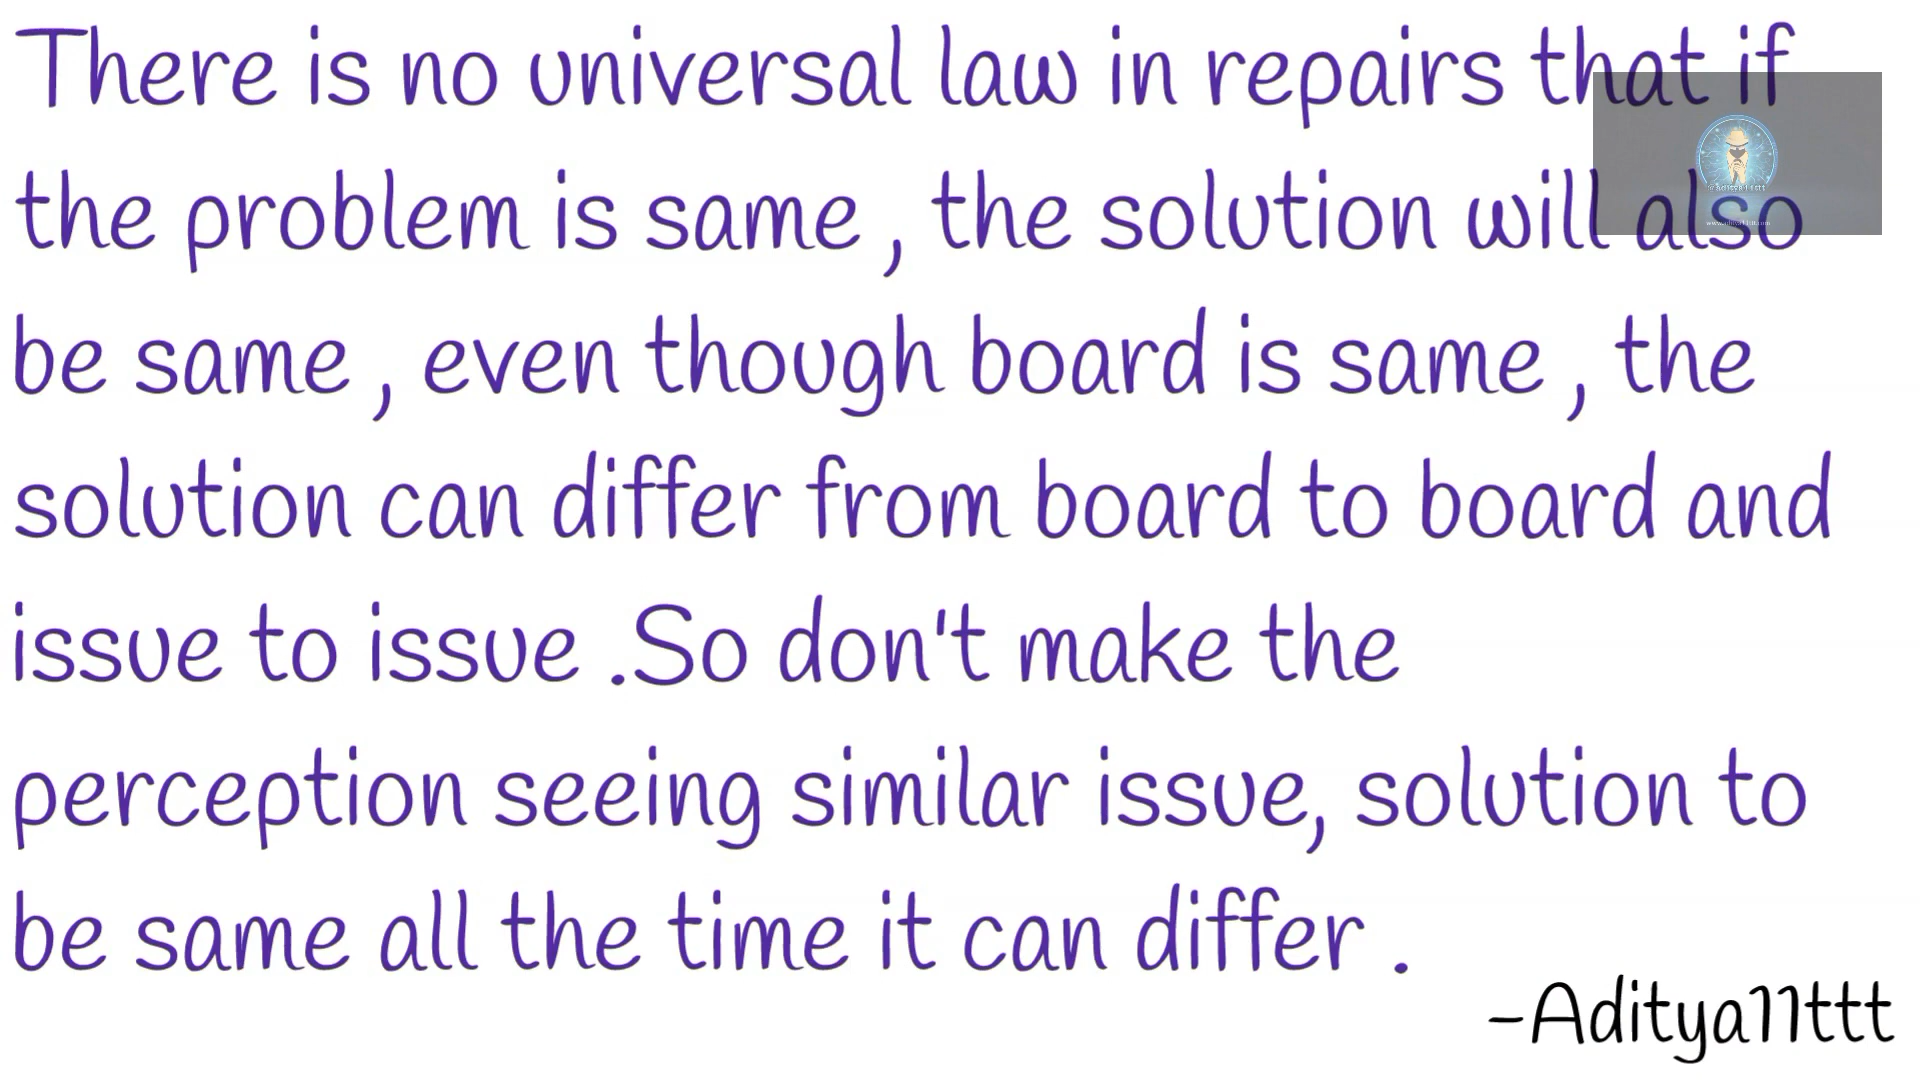 There is no universal law in repairs that if
the problem is same , the solution will also
be same , even though board is same , the
solution can differ from board to board and
issue to issue .So don't make the
perception seeing similar issue, solution to
be same all the time it can differ .
-Aditya11ttt